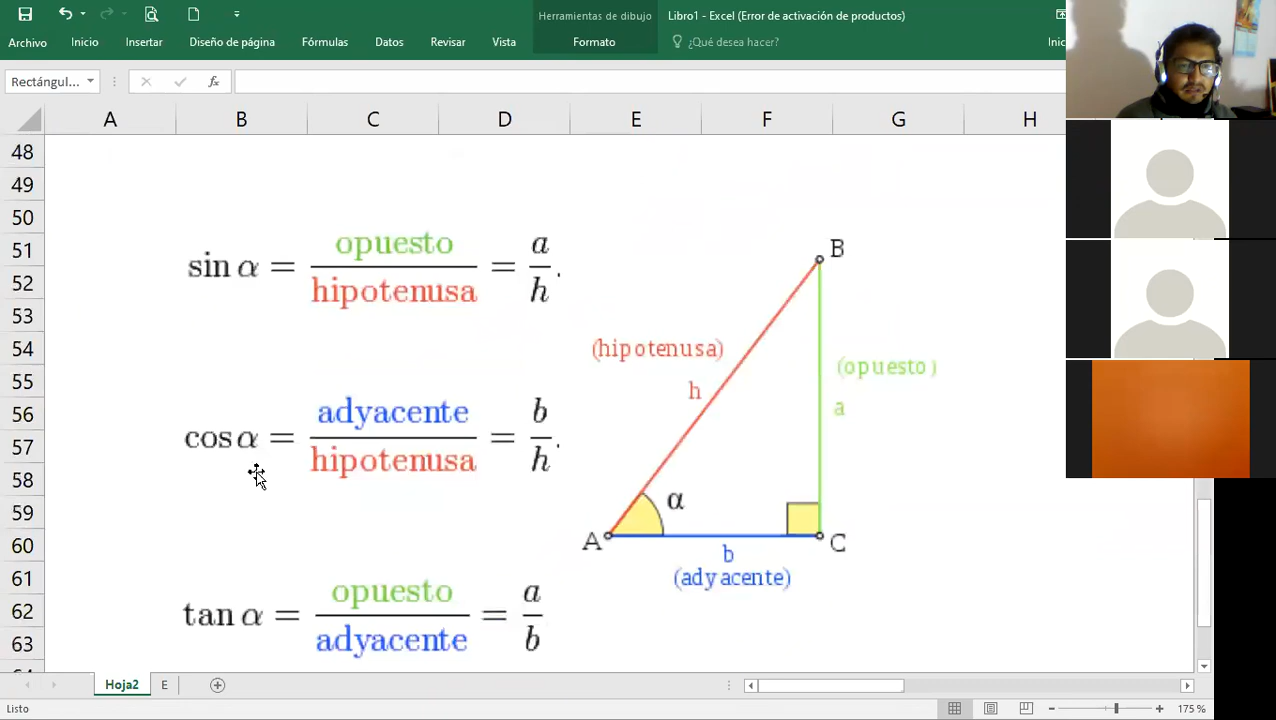 Herramientas de dibujo
Libro1 - Excel (Error de activación de productos)
Archivo Inicio Insertar Diseño de página Fórmulas Datos Revisar Vista Formato ¿Qué desea hacer? Inic
Rectángul... fx
A B C D E F G H
48
49
50
51
52
53
54
55
56
57
58
59
60
61
62
63
sin α = opuesto / hipotenusa = a / h.
cos α = adyacente / hipotenusa = b / h.
tan α = opuesto / adyacente = a / b
B
(hipotenusa)
h
(opuesto)
a
α
A
C
b
(adyacente)
Hoja2 E
Listo 175 %